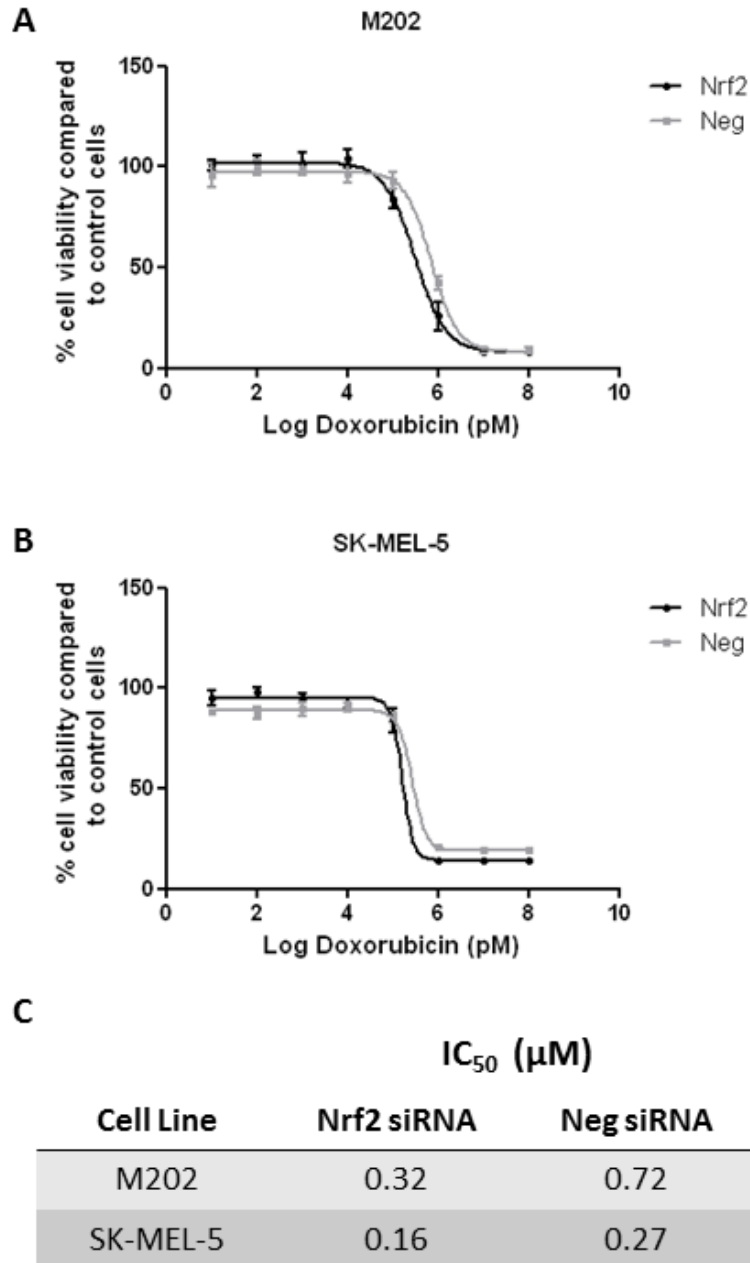 A
M202
150
100
50
0
0 2 4 6 8 10
% cell viability compared
to control cells
Log Doxorubicin (pM)
Nrf2
Neg
B
SK-MEL-5
150
100
50
0
0 2 4 6 8 10
% cell viability compared
to control cells
Log Doxorubicin (pM)
Nrf2
Neg
C
IC₅₀ (µM)
Cell Line Nrf2 siRNA Neg siRNA
M202 0.32 0.72
SK-MEL-5 0.16 0.27